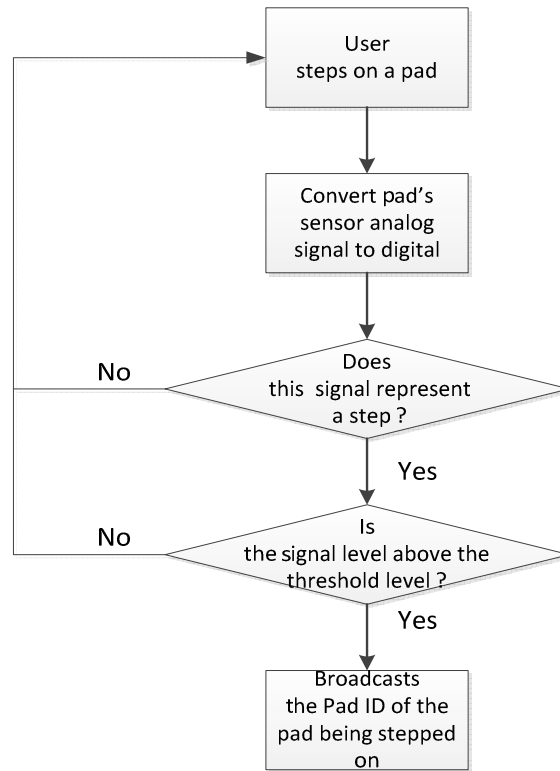 User
steps on a pad
Convert pad's
sensor analog
signal to digital
Does
this signal represent
a step ?
No
Yes
Is
the signal level above the
threshold level ?
No
Yes
Broadcasts
the Pad ID of the
pad being stepped
on